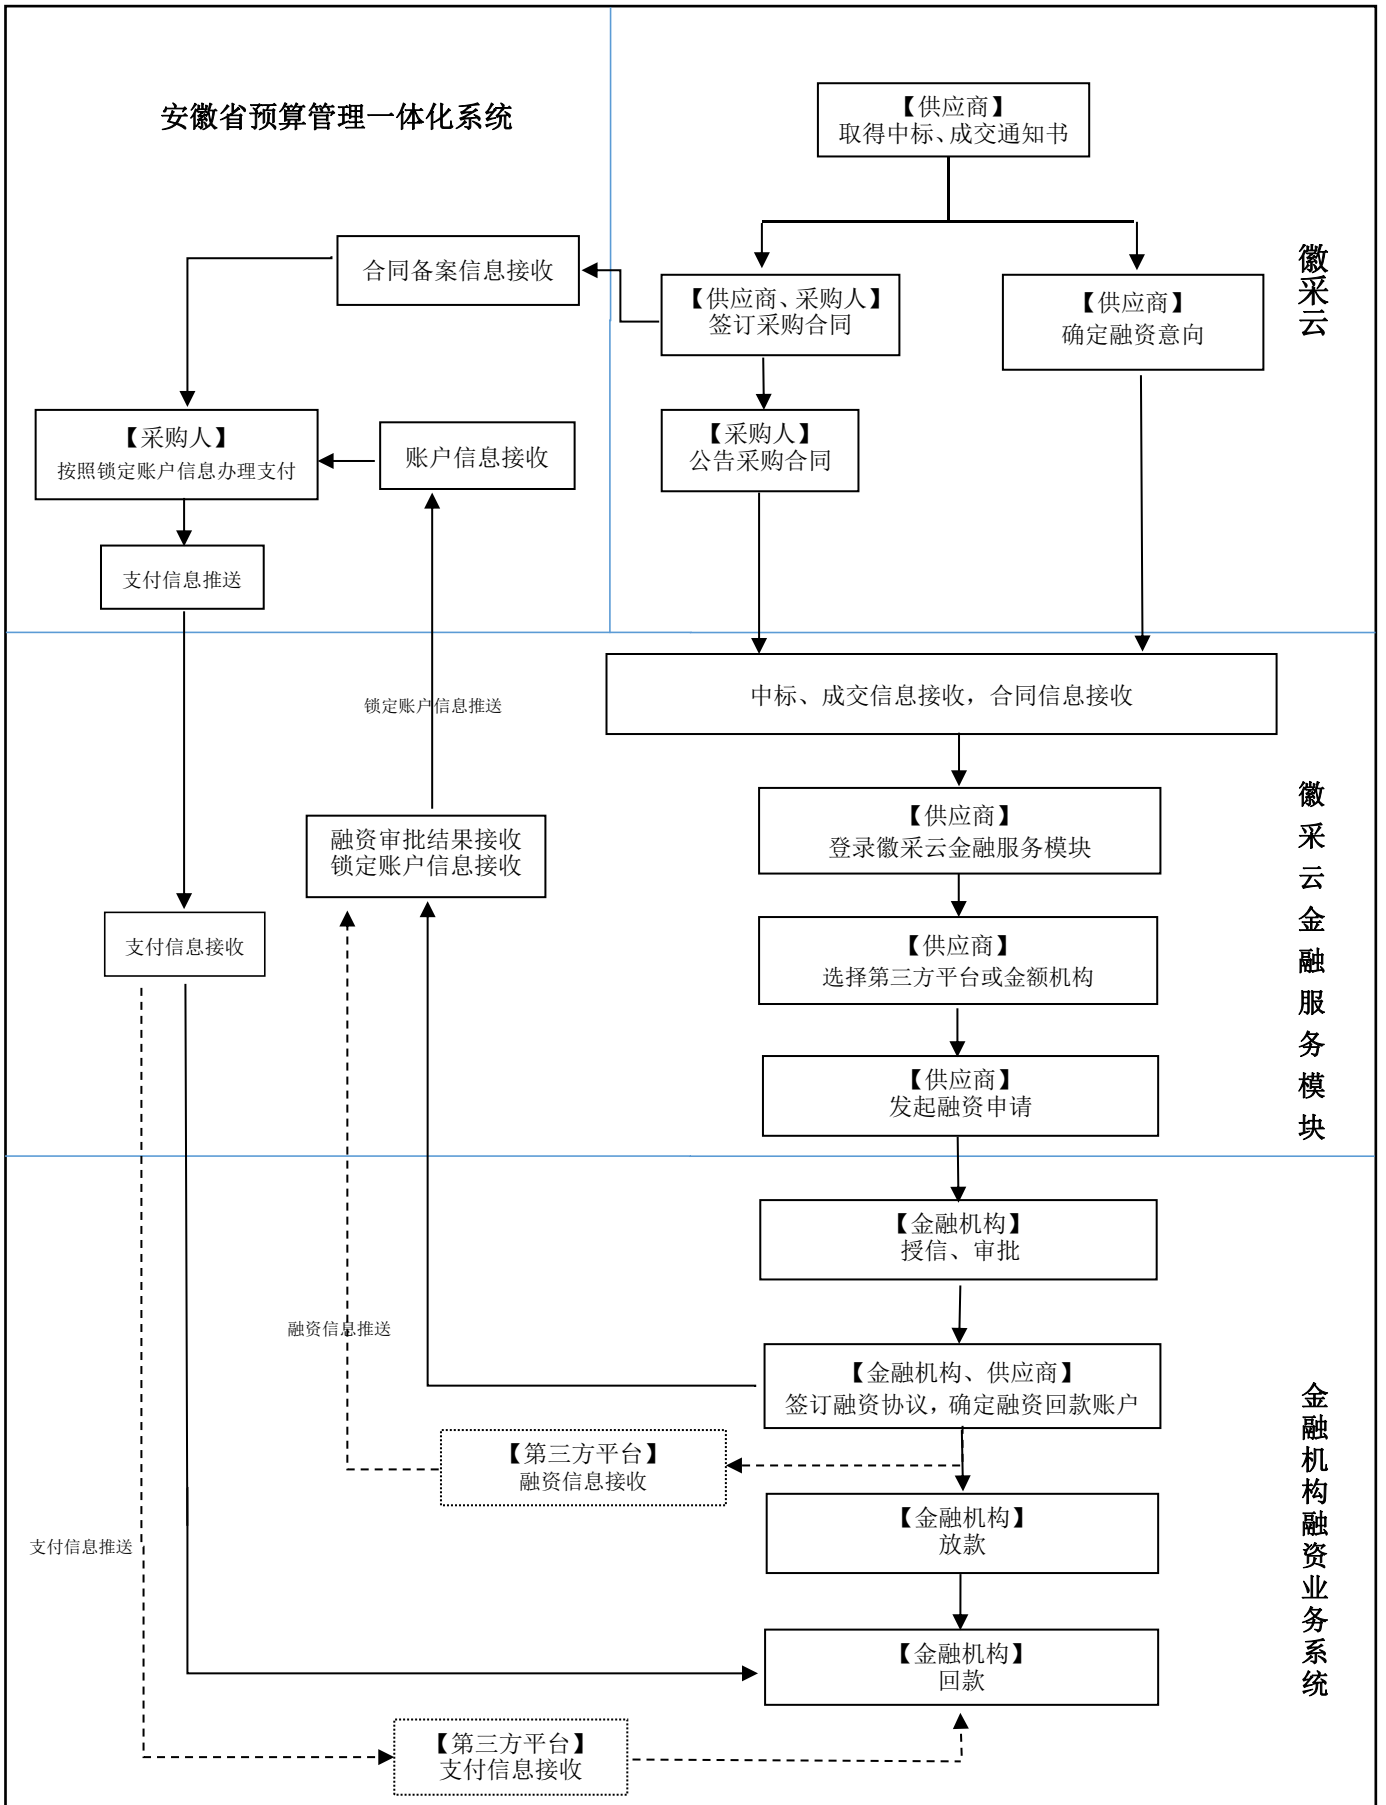 安徽省预算管理一体化系统
【供应商】
取得中标、成交通知书
徽采云
合同备案信息接收
【供应商、采购人】
签订采购合同
【供应商】
确定融资意向
【采购人】
按照锁定账户信息办理支付
账户信息接收
【采购人】
公告采购合同
支付信息推送
中标、成交信息接收，合同信息接收
锁定账户信息推送
徽采云金融服务模块
【供应商】
登录徽采云金融服务模块
融资审批结果接收
锁定账户信息接收
支付信息接收
【供应商】
选择第三方平台或金额机构
【供应商】
发起融资申请
【金融机构】
授信、审批
融资信息推送
【金融机构、供应商】
签订融资协议，确定融资回款账户
金融机构融资业务系统
【第三方平台】
融资信息接收
【金融机构】
放款
支付信息推送
【金融机构】
回款
【第三方平台】
支付信息接收